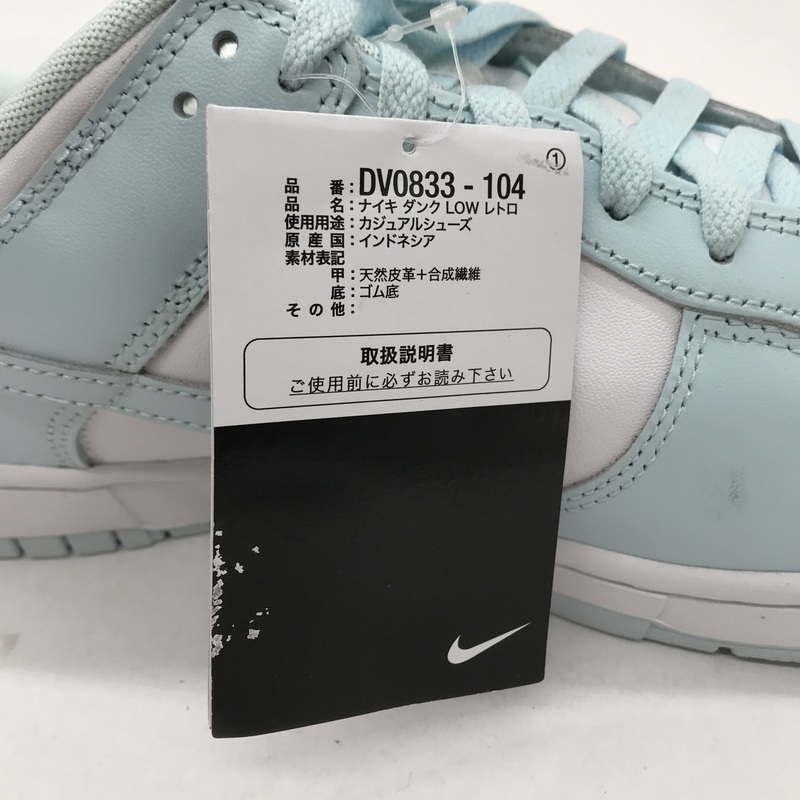 ①
品番：DV0833 - 104
品名：ナイキ ダンク LOW レトロ
使用用途：カジュアルシューズ
原産国：インドネシア
素材表記
甲：天然皮革＋合成繊維
底：ゴム底
その他：
取扱説明書
ご使用前に必ずお読み下さい